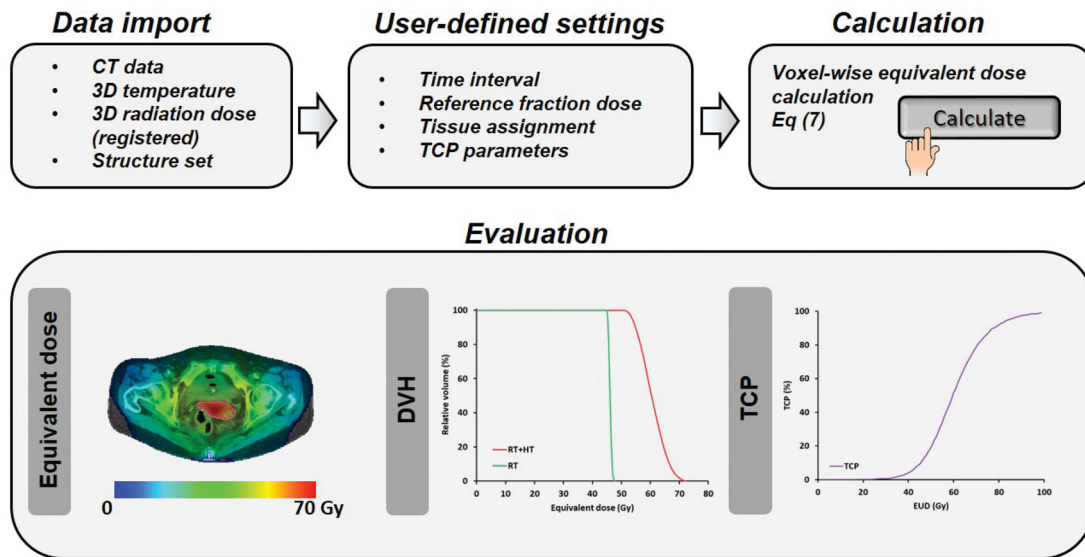 Data import
• CT data
• 3D temperature
• 3D radiation dose
(registered)
• Structure set
User-defined settings
• Time interval
• Reference fraction dose
• Tissue assignment
• TCP parameters
Calculation
Voxel-wise equivalent dose
calculation
Eq (7)
Calculate
Evaluation
Equivalent dose
0
70 Gy
DVH
Relative volume (%)
100
80
60
40
20
0
RT+HT
RT
0 10 20 30 40 50 60 70 80
Equivalent dose (Gy)
TCP
TCP (%)
100
80
60
40
20
0
TCP
0 20 40 60 80 100
EUD (Gy)